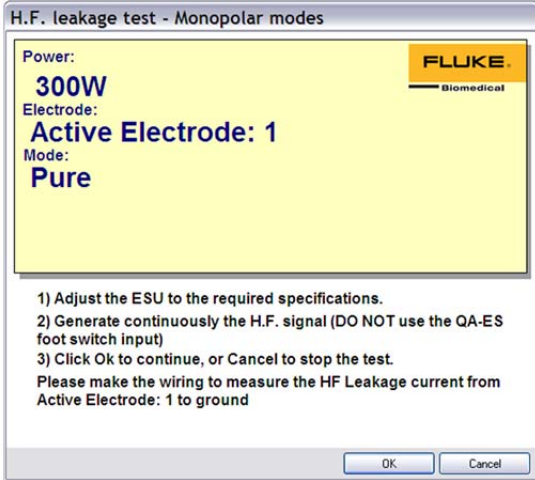 H.F. leakage test - Monopolar modes
Power:
FLUKE.
300W
Biomedical
Electrode:
Active Electrode: 1
Mode:
Pure
1) Adjust the ESU to the required specifications.
2) Generate continuously the H.F. signal (DO NOT use the QA-ES
foot switch input)
3) Click Ok to continue, or Cancel to stop the test.
Please make the wiring to measure the HF Leakage current from
Active Electrode: 1 to ground
OK
Cancel